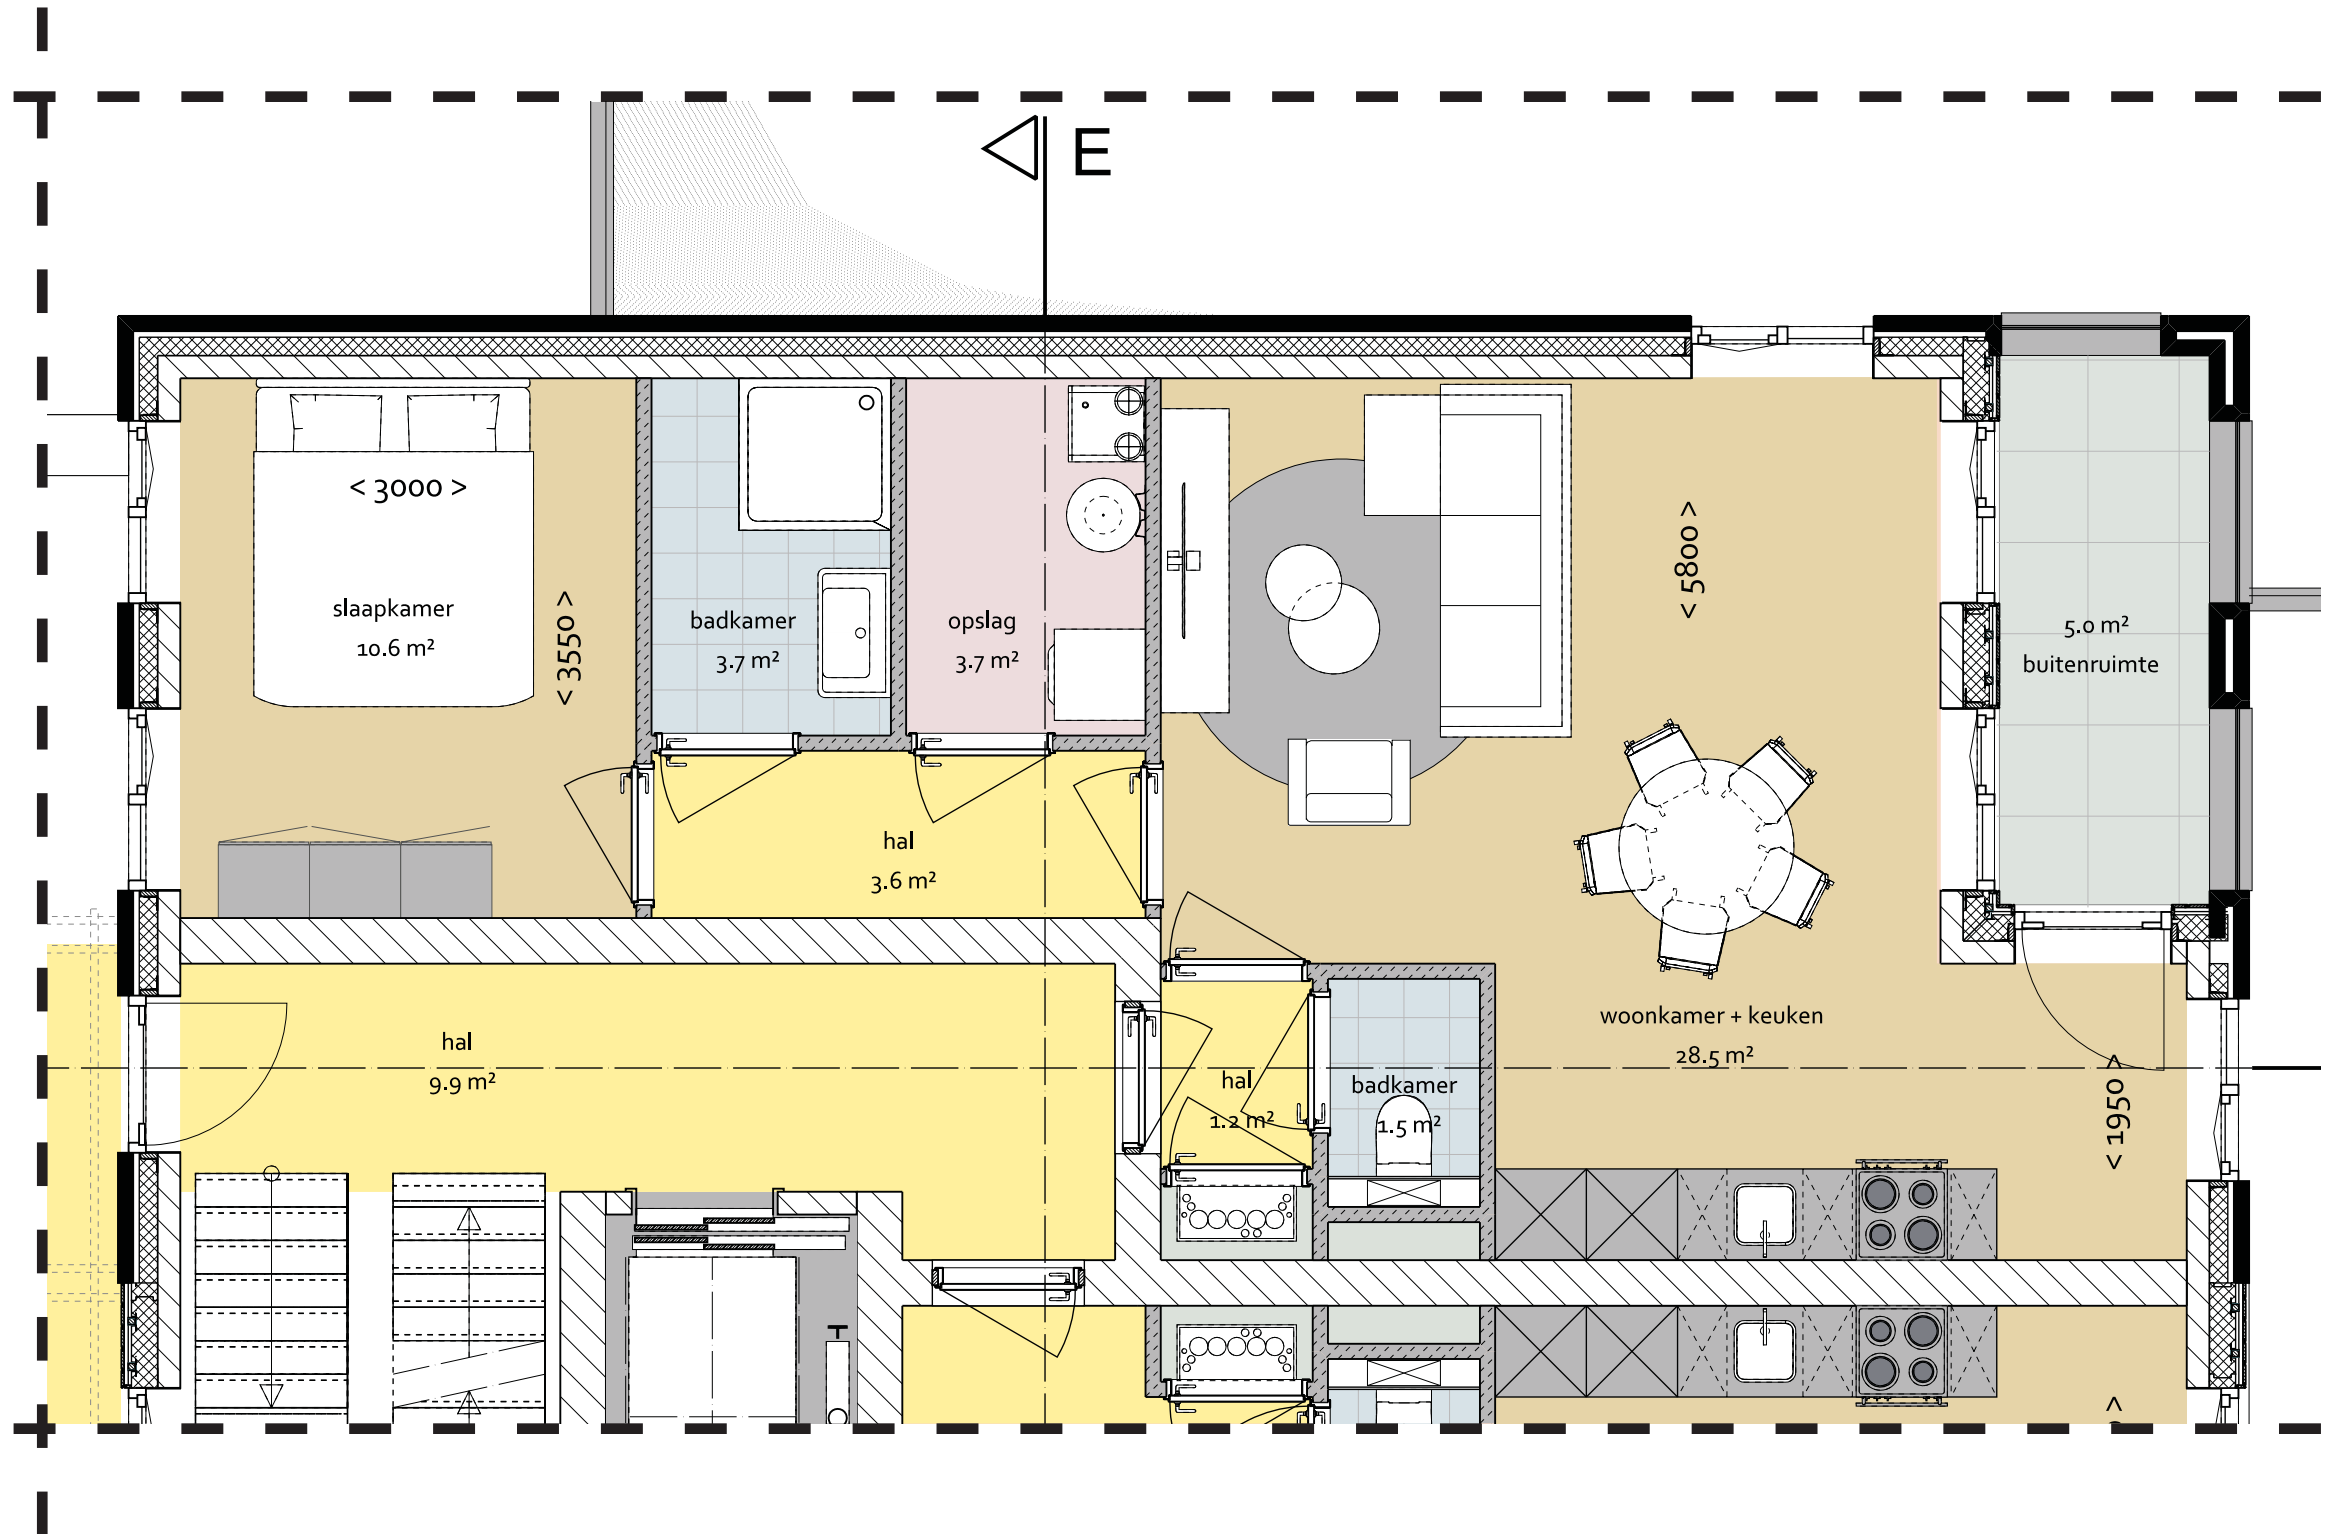 E
< 3000 >
slaapkamer
10.6 m²
< 3550 >
badkamer
3.7 m²
opslag
3.7 m²
< 5800 >
5.0 m²
buitenruimte
hal
3.6 m²
hal
9.9 m²
hal
1.2 m²
badkamer
1.5 m²
woonkamer + keuken
28.5 m²
< 1950 >